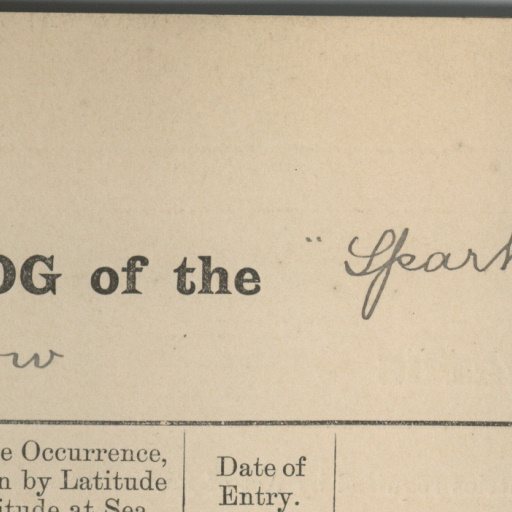 OG of the " Spark
ow
e Occurrence,
n by Latitude
itude at Sea
Date of
Entry.